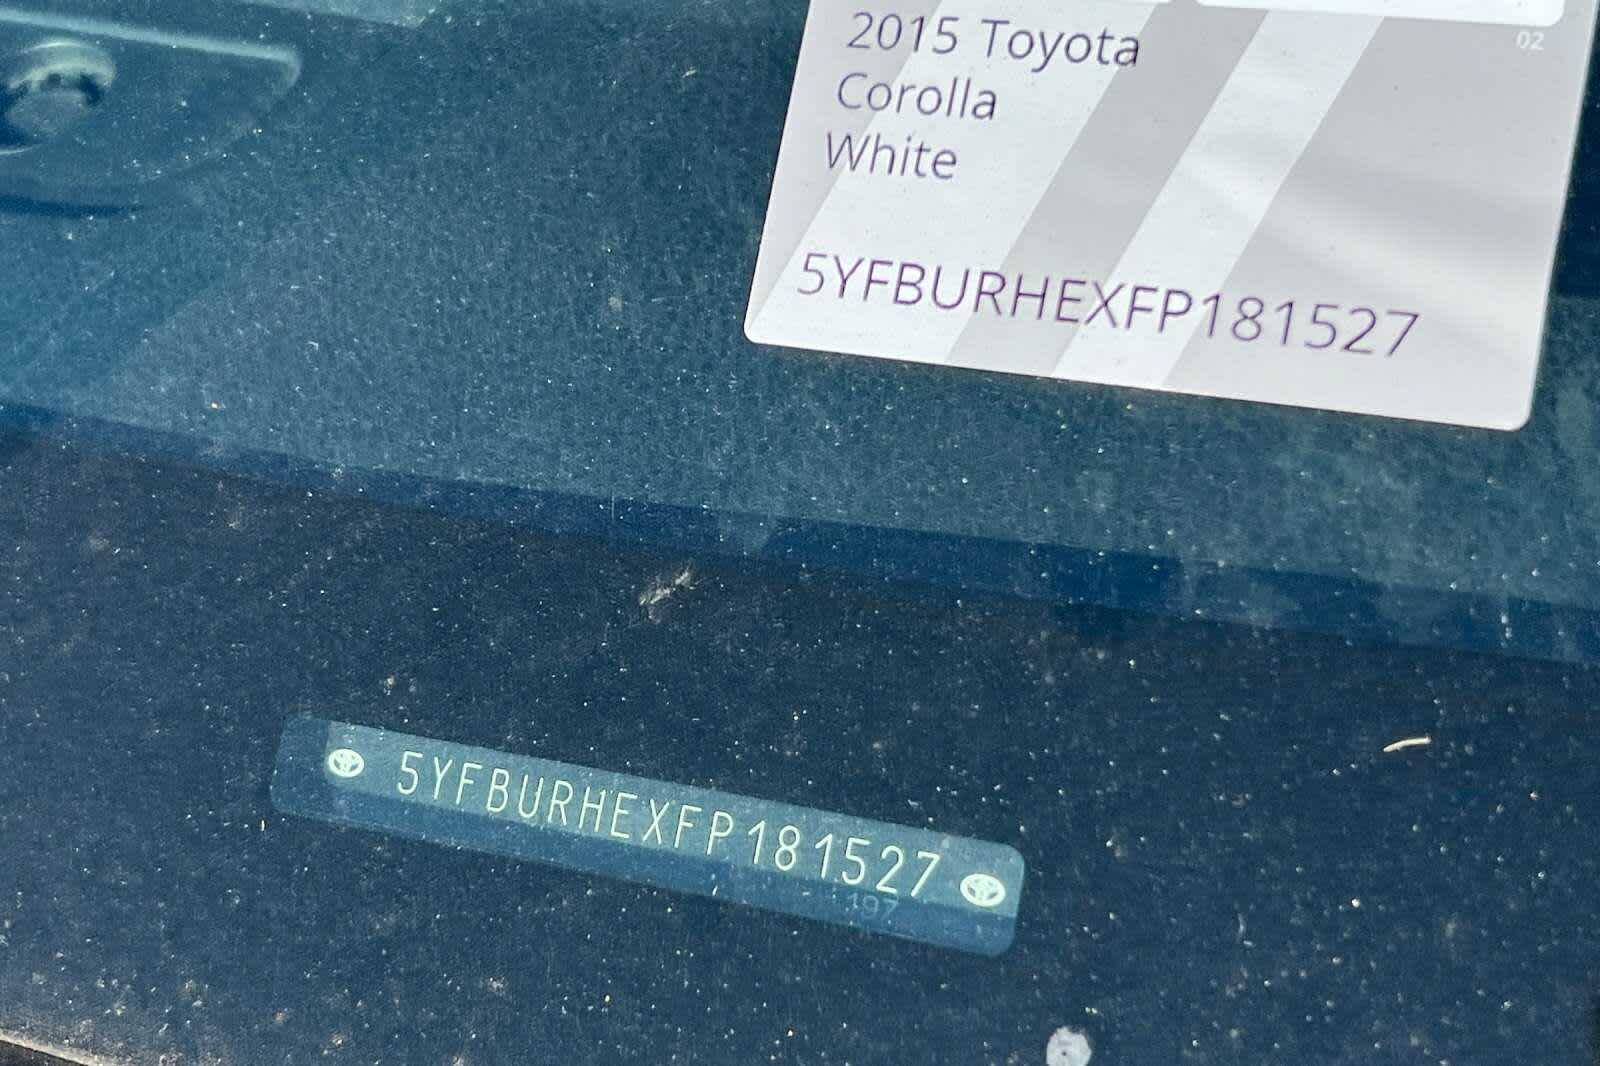 02
2015 Toyota
Corolla
White
5YFBURHEXFP181527
5YFBURHEXFP181527
197